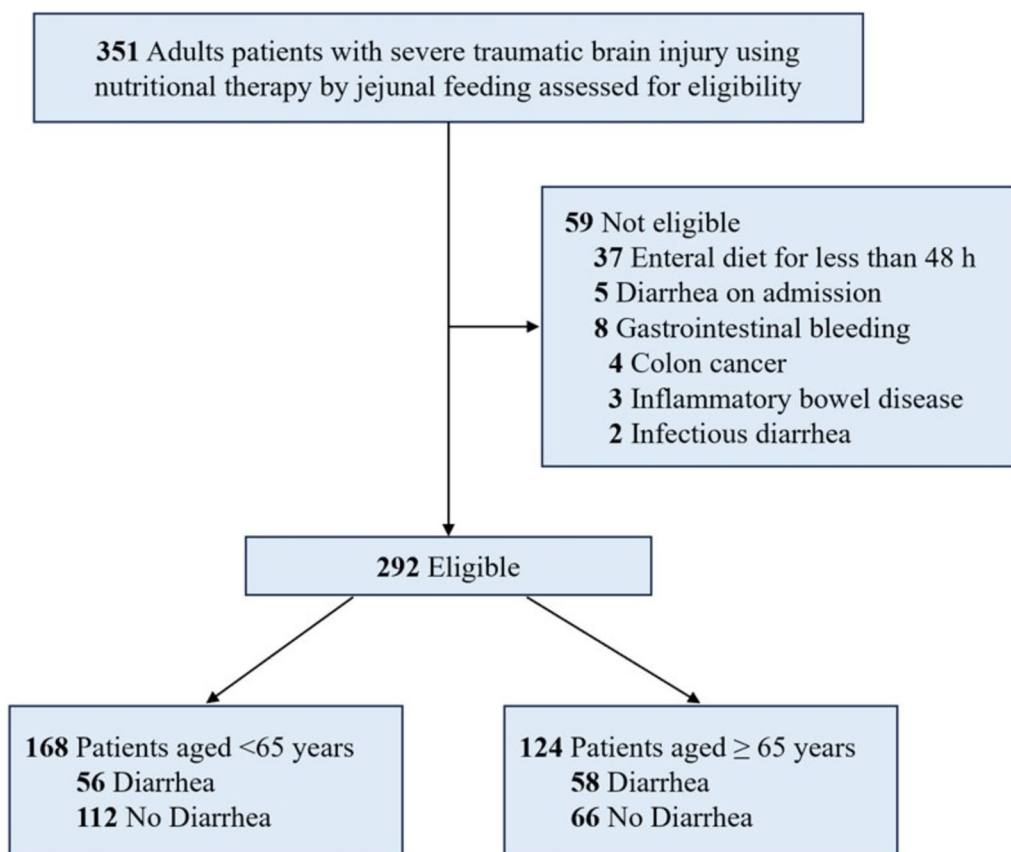 351 Adults patients with severe traumatic brain injury using
nutritional therapy by jejunal feeding assessed for eligibility
59 Not eligible
37 Enteral diet for less than 48 h
5 Diarrhea on admission
8 Gastrointestinal bleeding
4 Colon cancer
3 Inflammatory bowel disease
2 Infectious diarrhea
292 Eligible
168 Patients aged <65 years
56 Diarrhea
112 No Diarrhea
124 Patients aged ≥ 65 years
58 Diarrhea
66 No Diarrhea